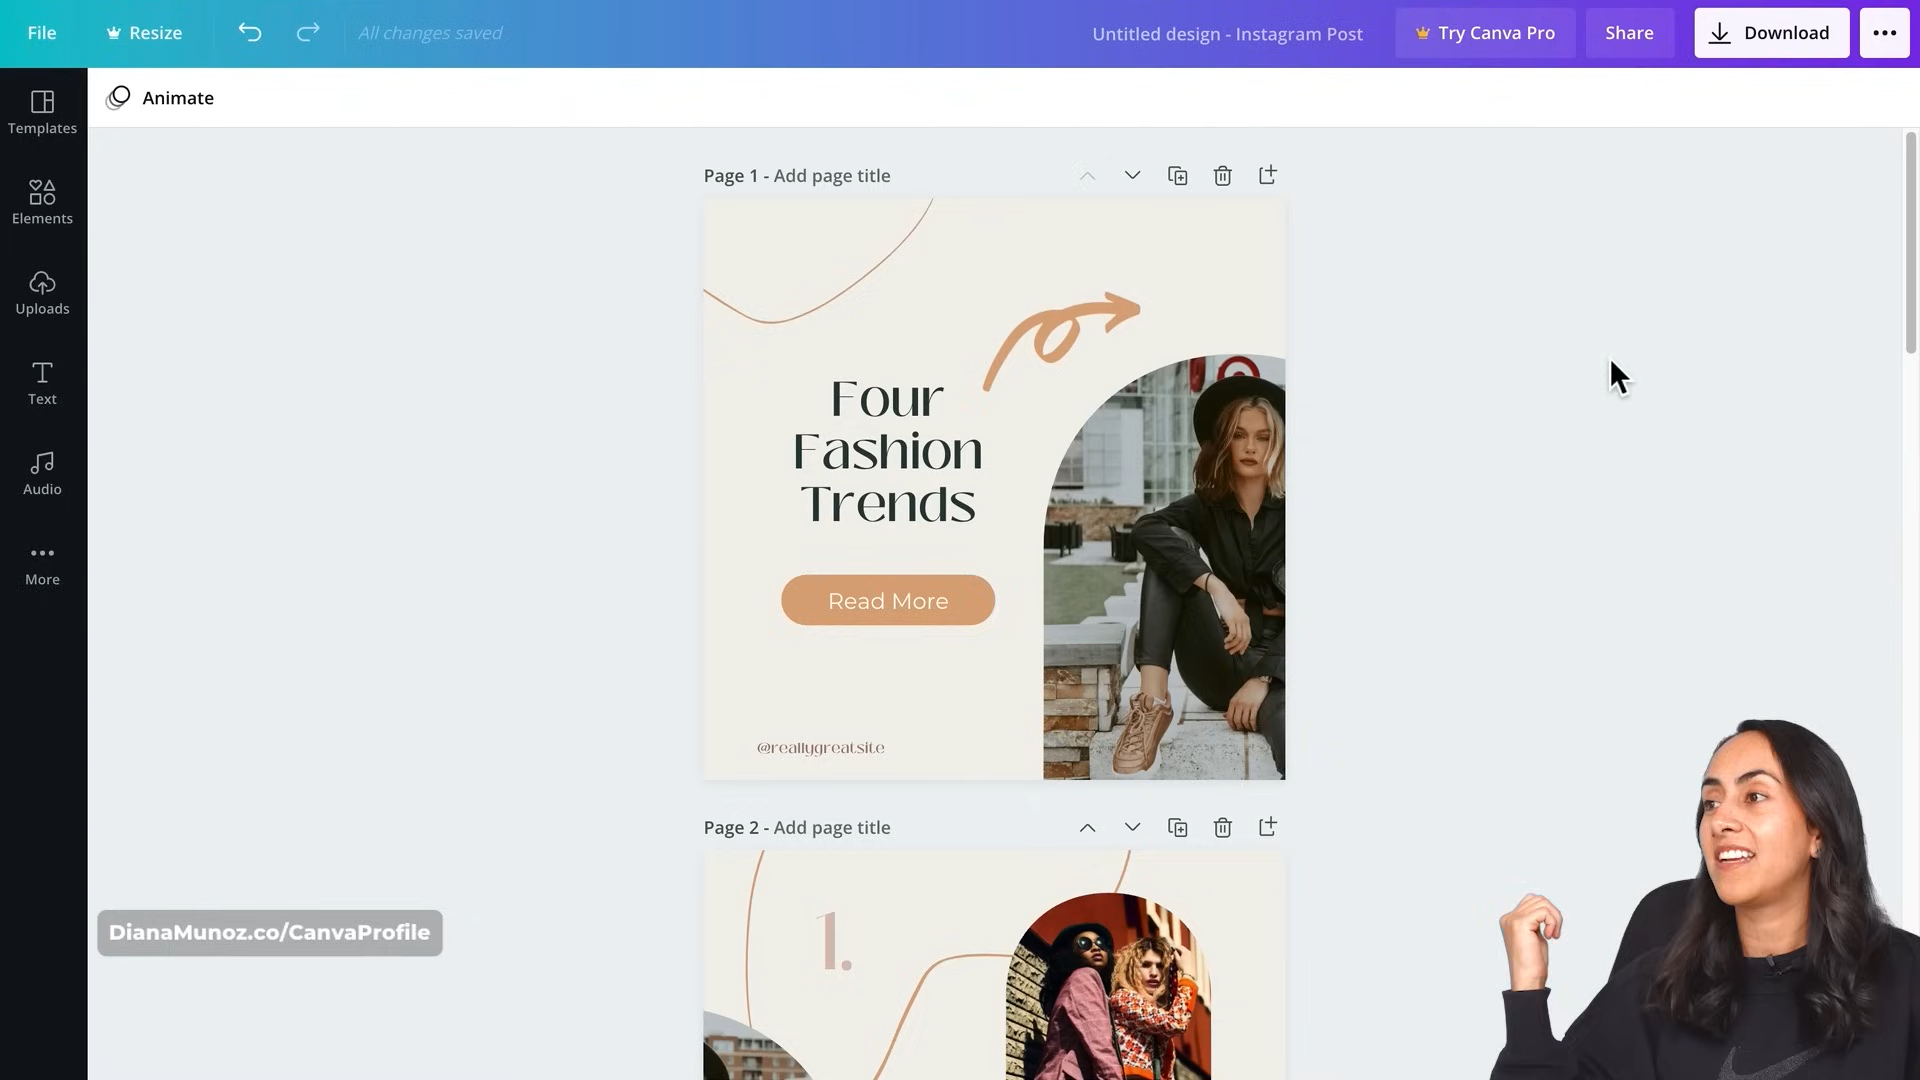 File
Resize
All changes saved
Untitled design - Instagram Post
Try Canva Pro
Share
Download
Animate
Templates
Elements
Uploads
Text
Audio
More
Page 1 - Add page title
Four
Fashion
Trends
Read More
@reallygreatsite
Page 2 - Add page title
1.
DianaMunoz.co/CanvaProfile